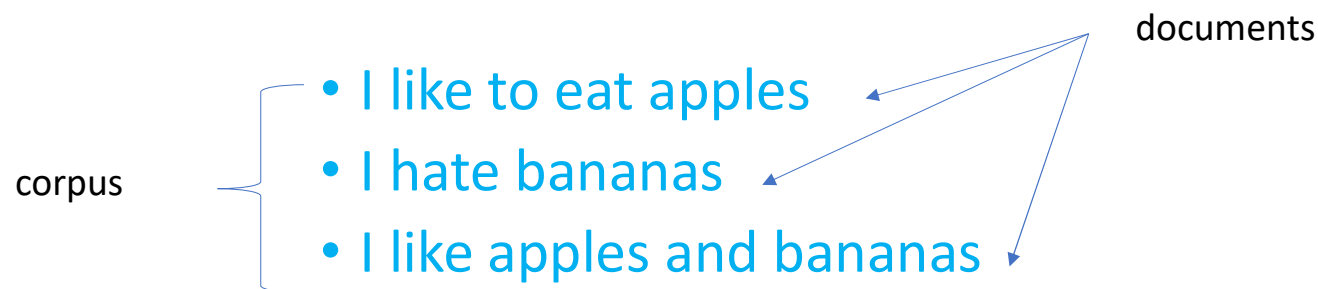 documents
• I like to eat apples
• I hate bananas
corpus
• I like apples and bananas